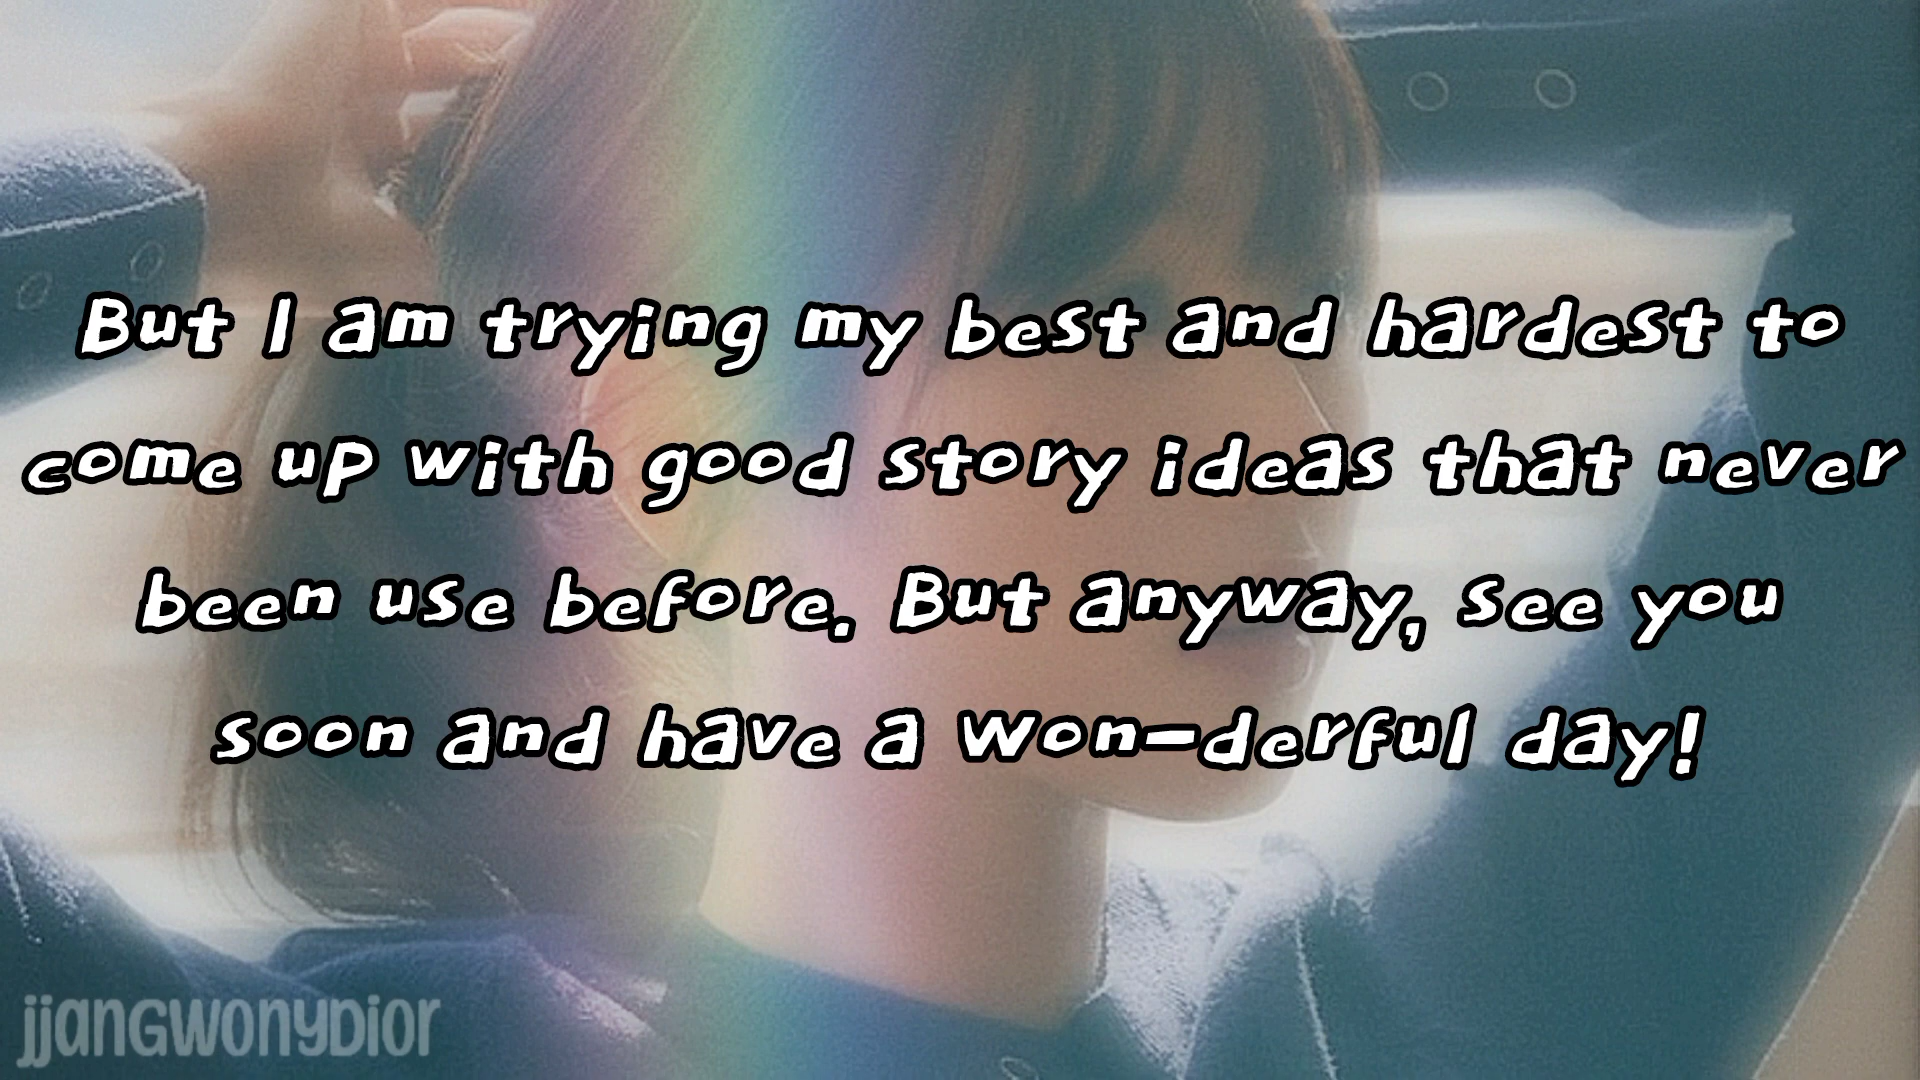 But I am trying my best and hardest to
come up with good story ideas that never
been use before. But anyway, see you
soon and have a won-derful day!
jjangwonyDior